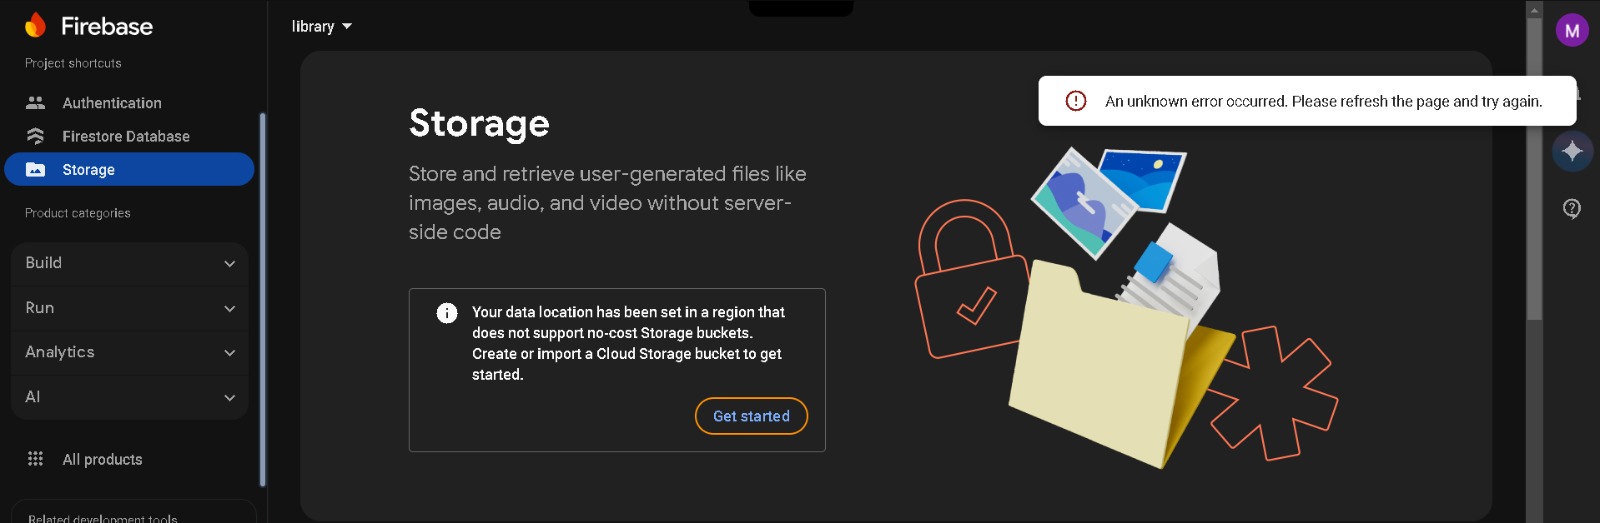 Firebase
Project shortcuts
Authentication
Firestore Database
Storage
Product categories
Build
Run
Analytics
AI
All products
Related development tools
library
Storage
Store and retrieve user-generated files like
images, audio, and video without server-
side code
Your data location has been set in a region that
does not support no-cost Storage buckets.
Create or import a Cloud Storage bucket to get
started.
Get started
An unknown error occurred. Please refresh the page and try again.
M